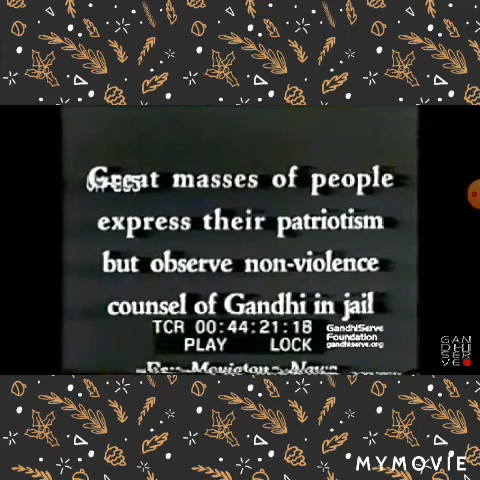 Great masses of people
express their patriotism
but observe non-violence
counsel of Gandhi in jail
TCR 00:44:21:18
PLAY LOCK
GandhiServe
Foundation
gandhiserve.org
MYMOVIE